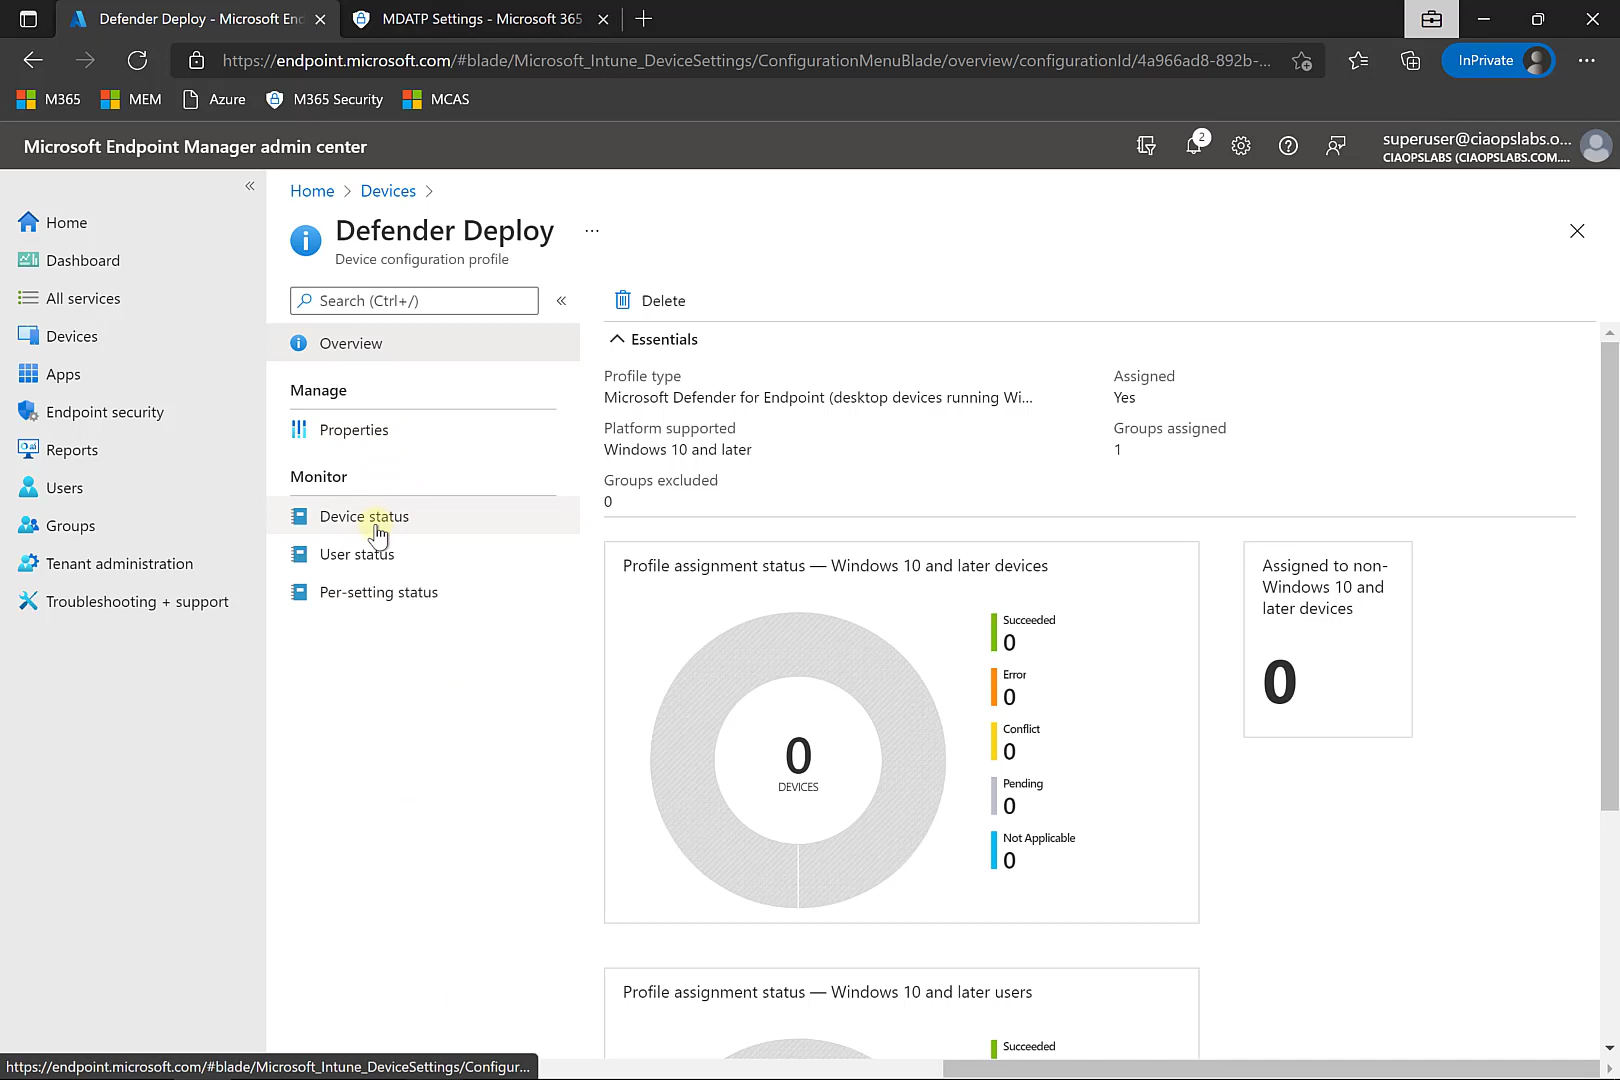 Defender Deploy - Microsoft En
MDATP Settings - Microsoft 365
https://endpoint.microsoft.com/#blade/Microsoft_Intune_DeviceSettings/ConfigurationMenuBlade/overview/configurationId/4a966ad8-892b-...
InPrivate
M365
MEM
Azure
M365 Security
MCAS
Microsoft Endpoint Manager admin center
2
superuser@ciaopslabs.o...
CIAOPSLABS (CIAOPSLABS.COM....
Home
Dashboard
All services
Devices
Apps
Endpoint security
Reports
Users
Groups
Tenant administration
Troubleshooting + support
Home > Devices >
Defender Deploy ...
Device configuration profile
Search (Ctrl+/)
Overview
Manage
Properties
Monitor
Device status
User status
Per-setting status
Delete
Essentials
Profile type
Microsoft Defender for Endpoint (desktop devices running Wi...
Platform supported
Windows 10 and later
Groups excluded
0
Assigned
Yes
Groups assigned
1
Profile assignment status — Windows 10 and later devices
0
DEVICES
Succeeded
0
Error
0
Conflict
0
Pending
0
Not Applicable
0
Assigned to non-
Windows 10 and
later devices
0
Profile assignment status — Windows 10 and later users
Succeeded
https://endpoint.microsoft.com/#blade/Microsoft_Intune_DeviceSettings/Configur...